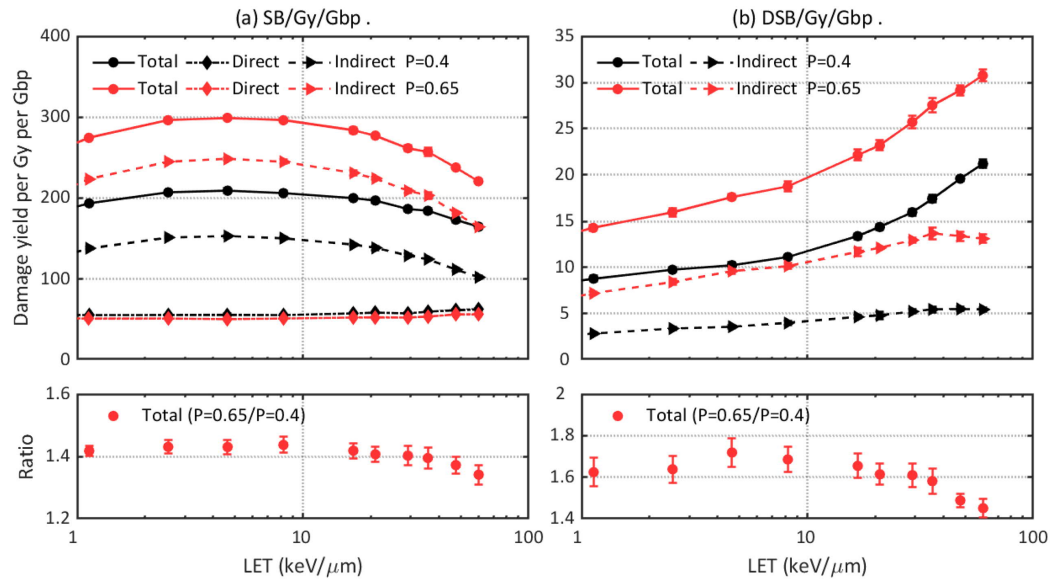 (a) SB/Gy/Gbp .
Damage yield per Gy per Gbp
400
300
200
100
0
Total Direct Indirect P=0.4
Total Direct Indirect P=0.65
(b) DSB/Gy/Gbp .
35
30
25
20
15
10
5
0
Total Indirect P=0.4
Total Indirect P=0.65
Ratio
1.6
1.4
1.2
Total (P=0.65/P=0.4)
1 10 100
LET (keV/μm)
2
1.8
1.6
1.4
Total (P=0.65/P=0.4)
1 10 100
LET (keV/μm)